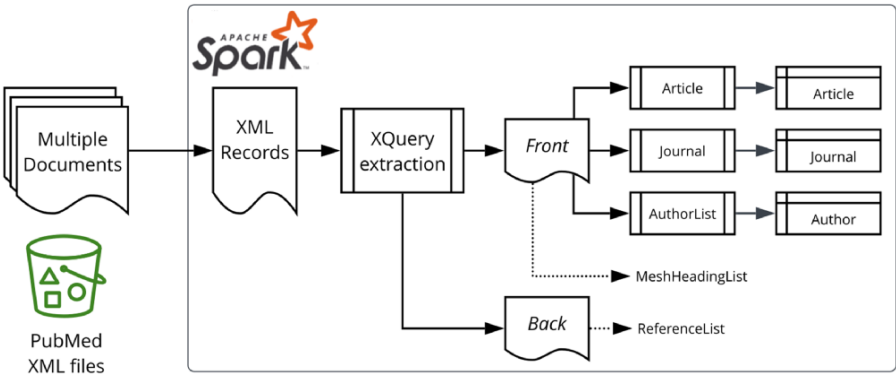 APACHE
Spark™
Multiple
Documents
XML
Records
XQuery
extraction
Front
Article
Article
Journal
Journal
AuthorList
Author
MeshHeadingList
Back
ReferenceList
PubMed
XML files